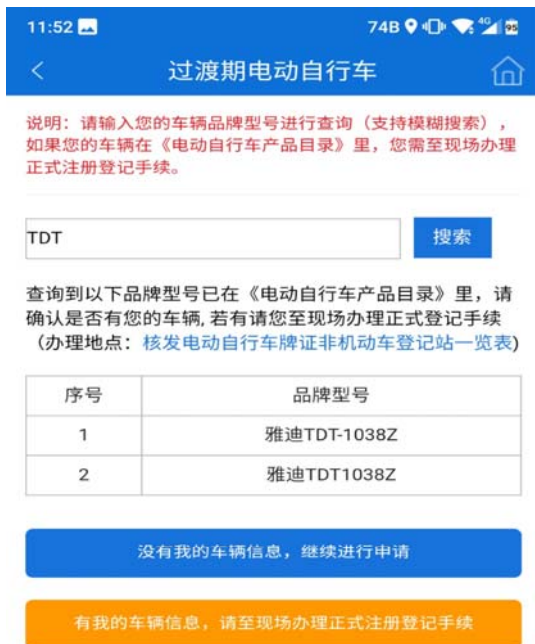 11:52 74B 4G 95
过渡期电动自行车
说明：请输入您的车辆品牌型号进行查询（支持模糊搜索），
如果您的车辆在《电动自行车产品目录》里，您需至现场办理
正式注册登记手续。
TDT 搜索
查询到以下品牌型号已在《电动自行车产品目录》里，请
确认是否有您的车辆,若有请您至现场办理正式登记手续
（办理地点：核发电动自行车牌证非机动车登记站一览表)
序号 品牌型号
1 雅迪TDT-1038Z
2 雅迪TDT1038Z
没有我的车辆信息，继续进行申请
有我的车辆信息，请至现场办理正式注册登记手续